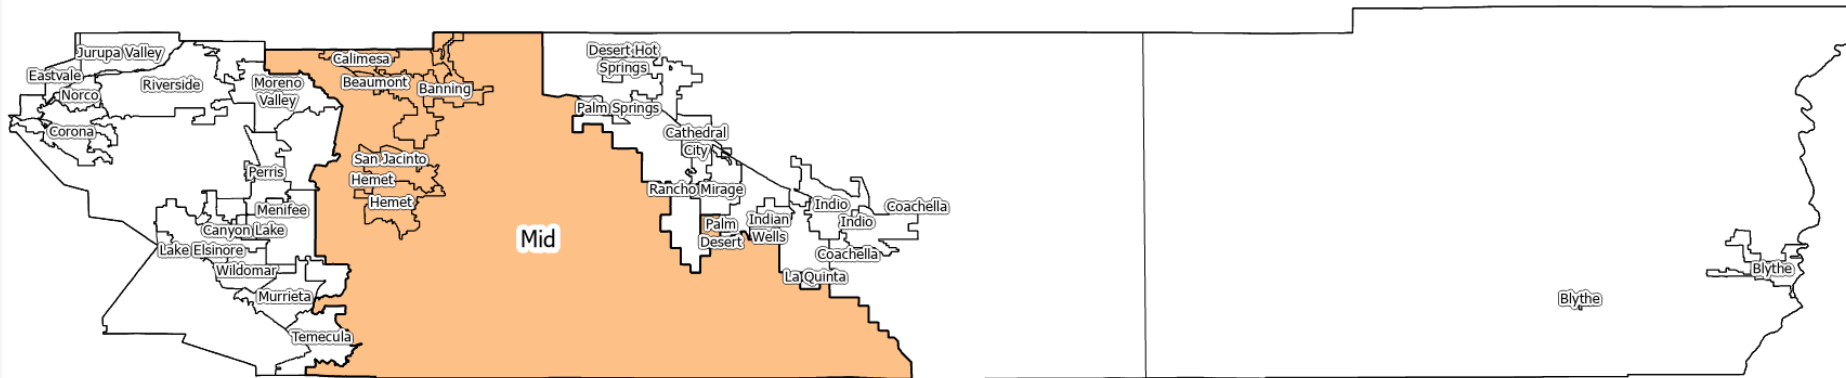 Jurupa Valley
Eastvale
Norco
Riverside
Corona
Moreno
Valley
Perris
Menifee
Canyon Lake
Lake Elsinore
Wildomar
Murrieta
Temecula
Calimesa
Beaumont
Banning
San Jacinto
Hemet
Hemet
Mid
Desert Hot
Springs
Palm Springs
Cathedral
City
Rancho Mirage
Palm
Desert
Indian
Wells
Indio
Indio
Coachella
Coachella
La Quinta
Blythe
Blythe